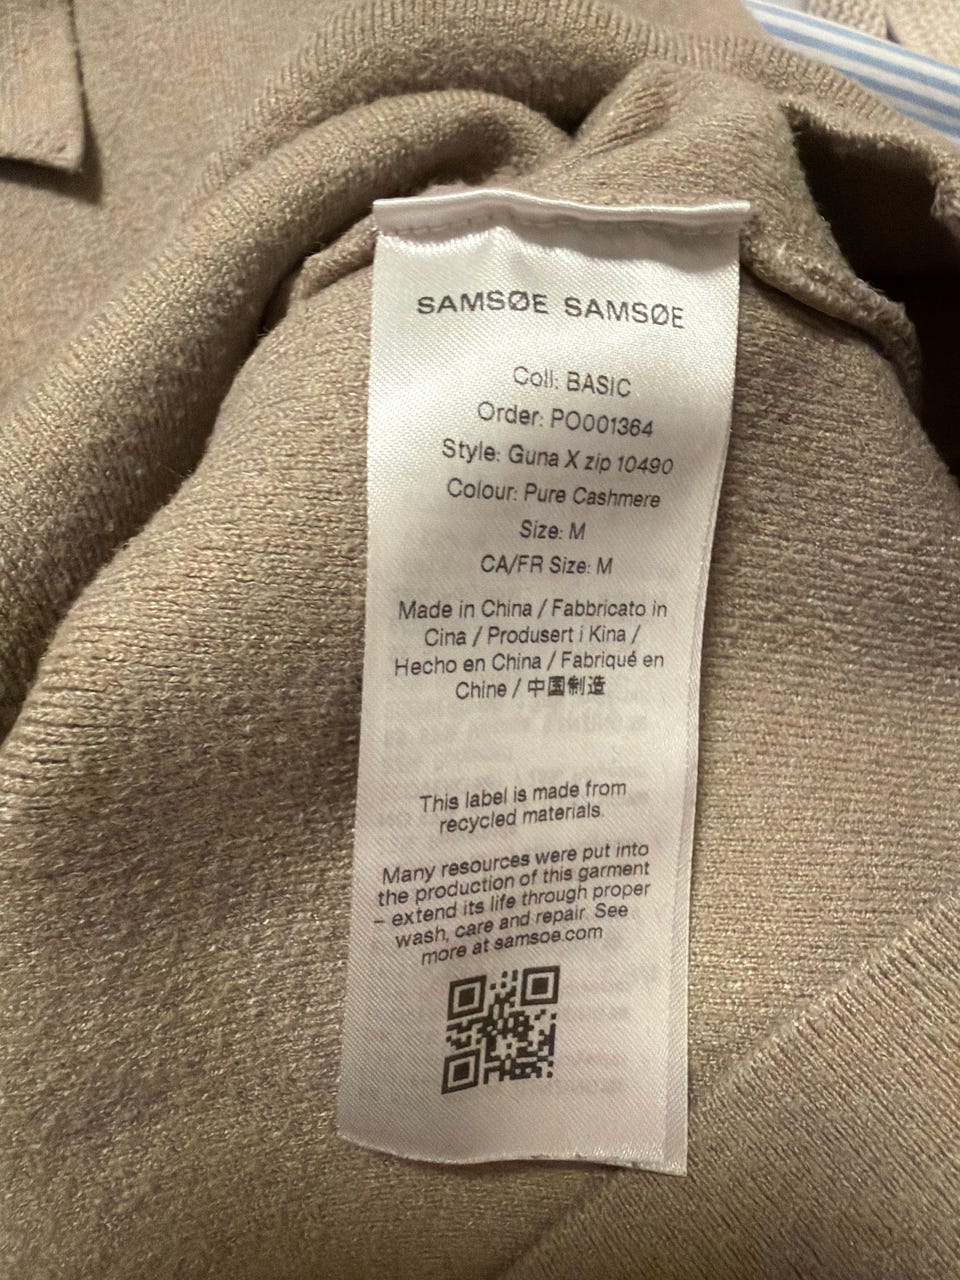 SAMSØE SAMSØE
Coll: BASIC
Order: PO001364
Style: Guna X zip 10490
Colour: Pure Cashmere
Size: M
CA/FR Size: M
Made in China / Fabbricato in
Cina / Produsert i Kina /
Hecho en China / Fabriqué en
Chine / 中国制造
This label is made from
recycled materials.
Many resources were put into
the production of this garment
– extend its life through proper
wash, care and repair. See
more at samsoe.com